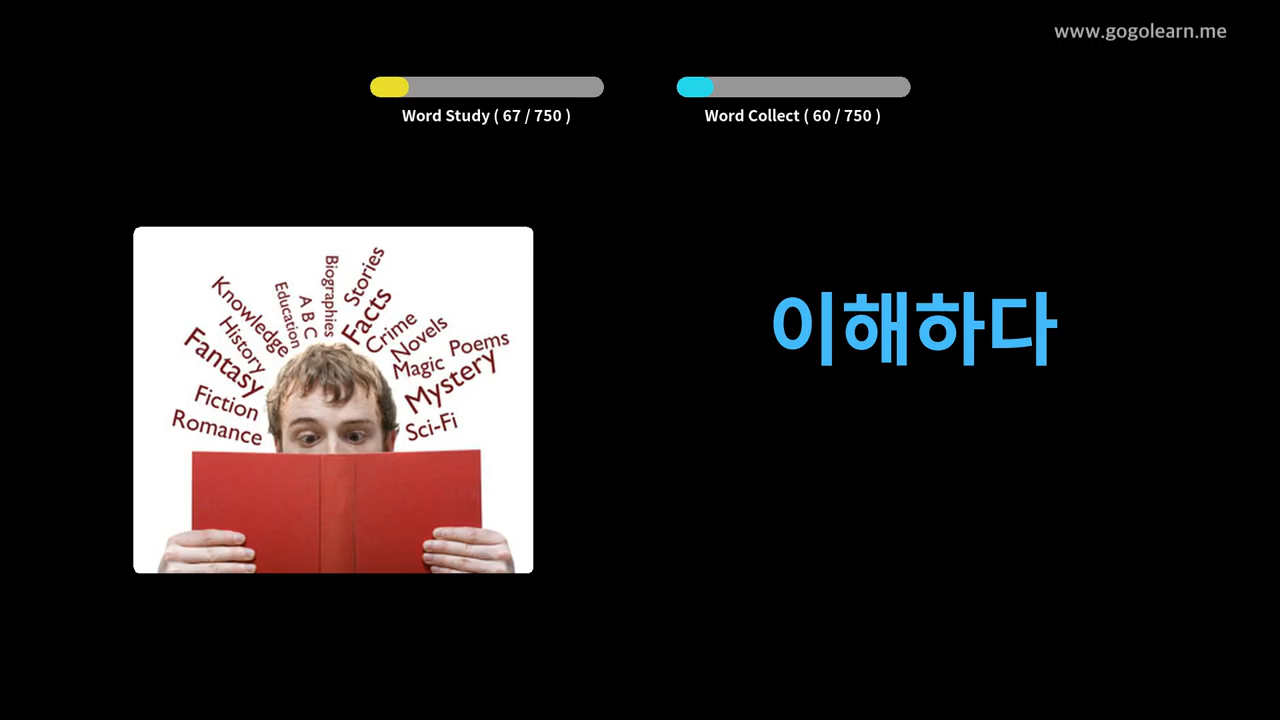 www.gogolearn.me
Word Study ( 67 / 750 )
Word Collect ( 60 / 750 )
Knowledge
Education
A B C
Biographies
Stories
History
Facts
Crime
Novels
Fantasy
Magic
Poems
Fiction
Mystery
Romance
Sci-Fi
이해하다